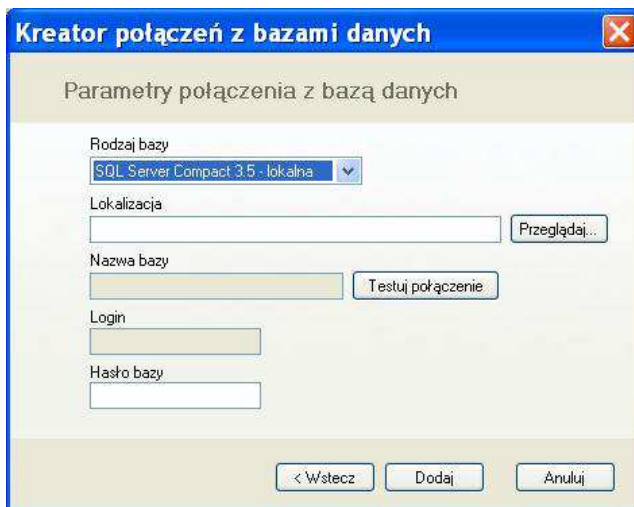 Kreator połączeń z bazami danych
Parametry połączenia z bazą danych
Rodzaj bazy
SQL Server Compact 3.5 - lokalna
Lokalizacja
Przeglądaj...
Nazwa bazy
Testuj połączenie
Login
Hasło bazy
< Wstecz
Dodaj
Anuluj